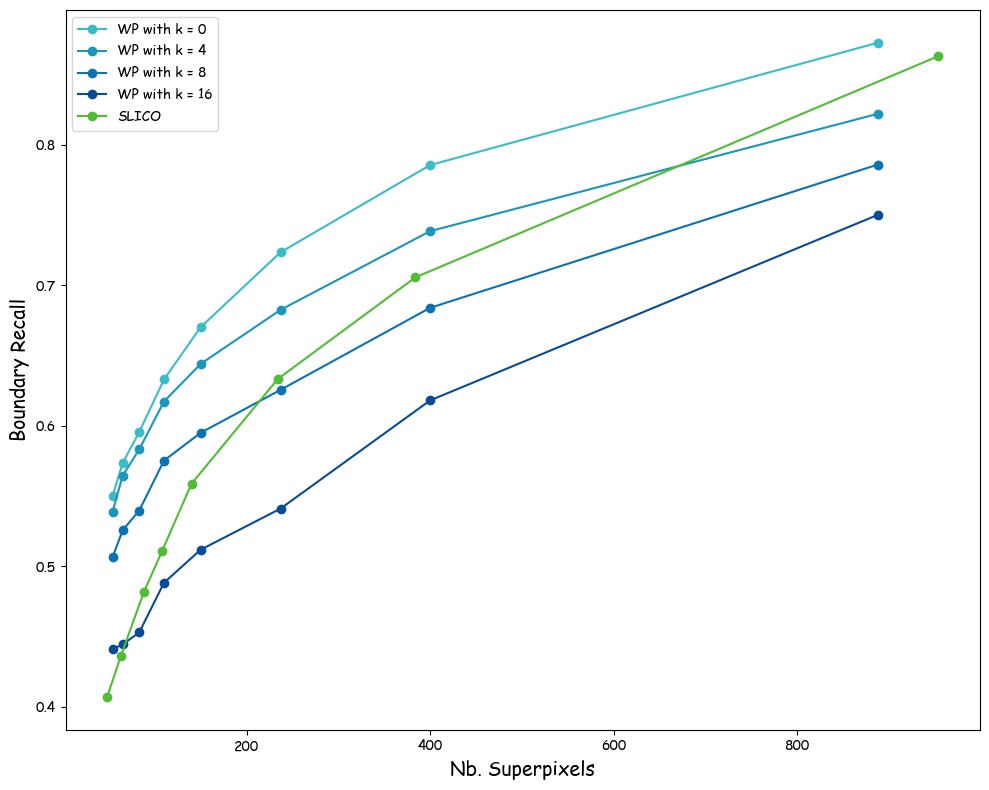 WP with k = 0
WP with k = 4
WP with k = 8
WP with k = 16
SLICO
0.8
0.7
0.6
0.5
0.4
Boundary Recall
200 400 600 800
Nb. Superpixels